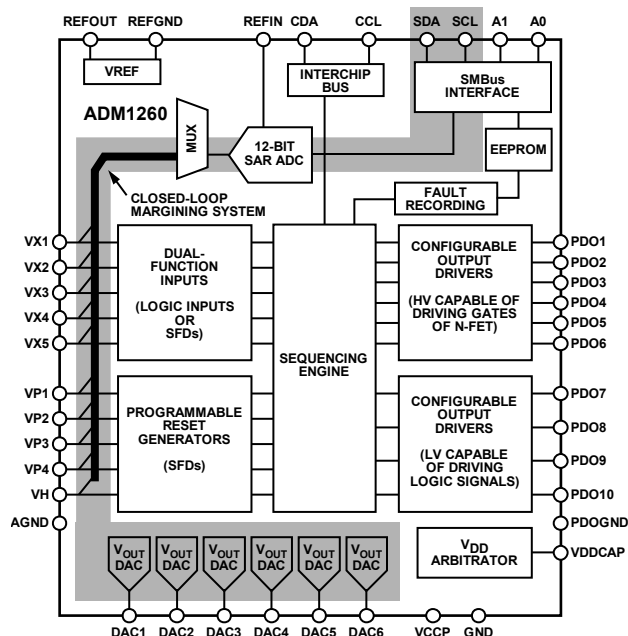 REFOUT REFGND REFIN CDA CCL SDA SCL A1 A0
VREF
INTERCHIP
BUS
SMBus
INTERFACE
ADM1260
MUX
12-BIT
SAR ADC
EEPROM
CLOSED-LOOP
MARGINING SYSTEM
FAULT
RECORDING
VX1
VX2
VX3
VX4
VX5
DUAL-
FUNCTION
INPUTS
(LOGIC INPUTS
OR
SFDs)
SEQUENCING
ENGINE
CONFIGURABLE
OUTPUT
DRIVERS
(HV CAPABLE OF
DRIVING GATES
OF N-FET)
PDO1
PDO2
PDO3
PDO4
PDO5
PDO6
VP1
VP2
VP3
VP4
VH
AGND
PROGRAMMABLE
RESET
GENERATORS
(SFDs)
CONFIGURABLE
OUTPUT
DRIVERS
(LV CAPABLE
OF DRIVING
LOGIC SIGNALS)
PDO7
PDO8
PDO9
PDO10
PDOGND
VDDCAP
VOUT
DAC
VOUT
DAC
VOUT
DAC
VOUT
DAC
VOUT
DAC
VOUT
DAC
VDD
ARBITRATOR
DAC1 DAC2 DAC3 DAC4 DAC5 DAC6 VCCP GND